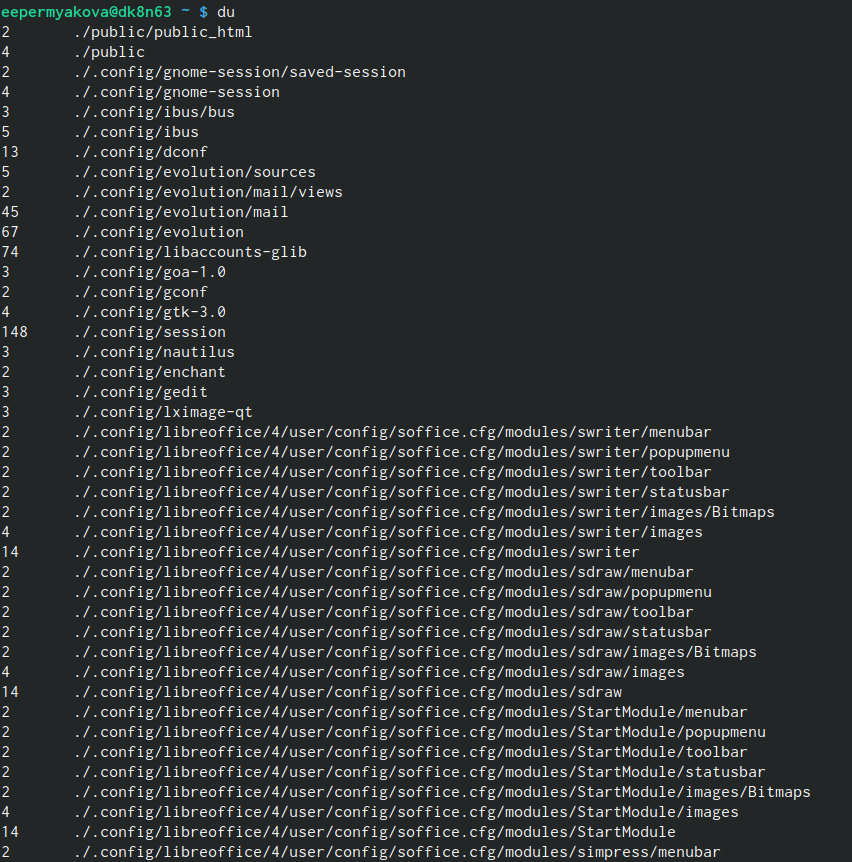 eepermyakova@dk8n63 ~ $ du
2 ./public/public_html
4 ./public
2 ./.config/gnome-session/saved-session
4 ./.config/gnome-session
3 ./.config/ibus/bus
5 ./.config/ibus
13 ./.config/dconf
5 ./.config/evolution/sources
2 ./.config/evolution/mail/views
45 ./.config/evolution/mail
67 ./.config/evolution
74 ./.config/libaccounts-glib
3 ./.config/goa-1.0
2 ./.config/gconf
4 ./.config/gtk-3.0
148 ./.config/session
3 ./.config/nautilus
2 ./.config/enchant
3 ./.config/gedit
3 ./.config/lximage-qt
2 ./.config/libreoffice/4/user/config/soffice.cfg/modules/swriter/menubar
2 ./.config/libreoffice/4/user/config/soffice.cfg/modules/swriter/popupmenu
2 ./.config/libreoffice/4/user/config/soffice.cfg/modules/swriter/toolbar
2 ./.config/libreoffice/4/user/config/soffice.cfg/modules/swriter/statusbar
2 ./.config/libreoffice/4/user/config/soffice.cfg/modules/swriter/images/Bitmaps
4 ./.config/libreoffice/4/user/config/soffice.cfg/modules/swriter/images
14 ./.config/libreoffice/4/user/config/soffice.cfg/modules/swriter
2 ./.config/libreoffice/4/user/config/soffice.cfg/modules/sdraw/menubar
2 ./.config/libreoffice/4/user/config/soffice.cfg/modules/sdraw/popupmenu
2 ./.config/libreoffice/4/user/config/soffice.cfg/modules/sdraw/toolbar
2 ./.config/libreoffice/4/user/config/soffice.cfg/modules/sdraw/statusbar
2 ./.config/libreoffice/4/user/config/soffice.cfg/modules/sdraw/images/Bitmaps
4 ./.config/libreoffice/4/user/config/soffice.cfg/modules/sdraw/images
14 ./.config/libreoffice/4/user/config/soffice.cfg/modules/sdraw
2 ./.config/libreoffice/4/user/config/soffice.cfg/modules/StartModule/menubar
2 ./.config/libreoffice/4/user/config/soffice.cfg/modules/StartModule/popupmenu
2 ./.config/libreoffice/4/user/config/soffice.cfg/modules/StartModule/toolbar
2 ./.config/libreoffice/4/user/config/soffice.cfg/modules/StartModule/statusbar
2 ./.config/libreoffice/4/user/config/soffice.cfg/modules/StartModule/images/Bitmaps
4 ./.config/libreoffice/4/user/config/soffice.cfg/modules/StartModule/images
14 ./.config/libreoffice/4/user/config/soffice.cfg/modules/StartModule
2 ./.config/libreoffice/4/user/config/soffice.cfg/modules/simpress/menubar